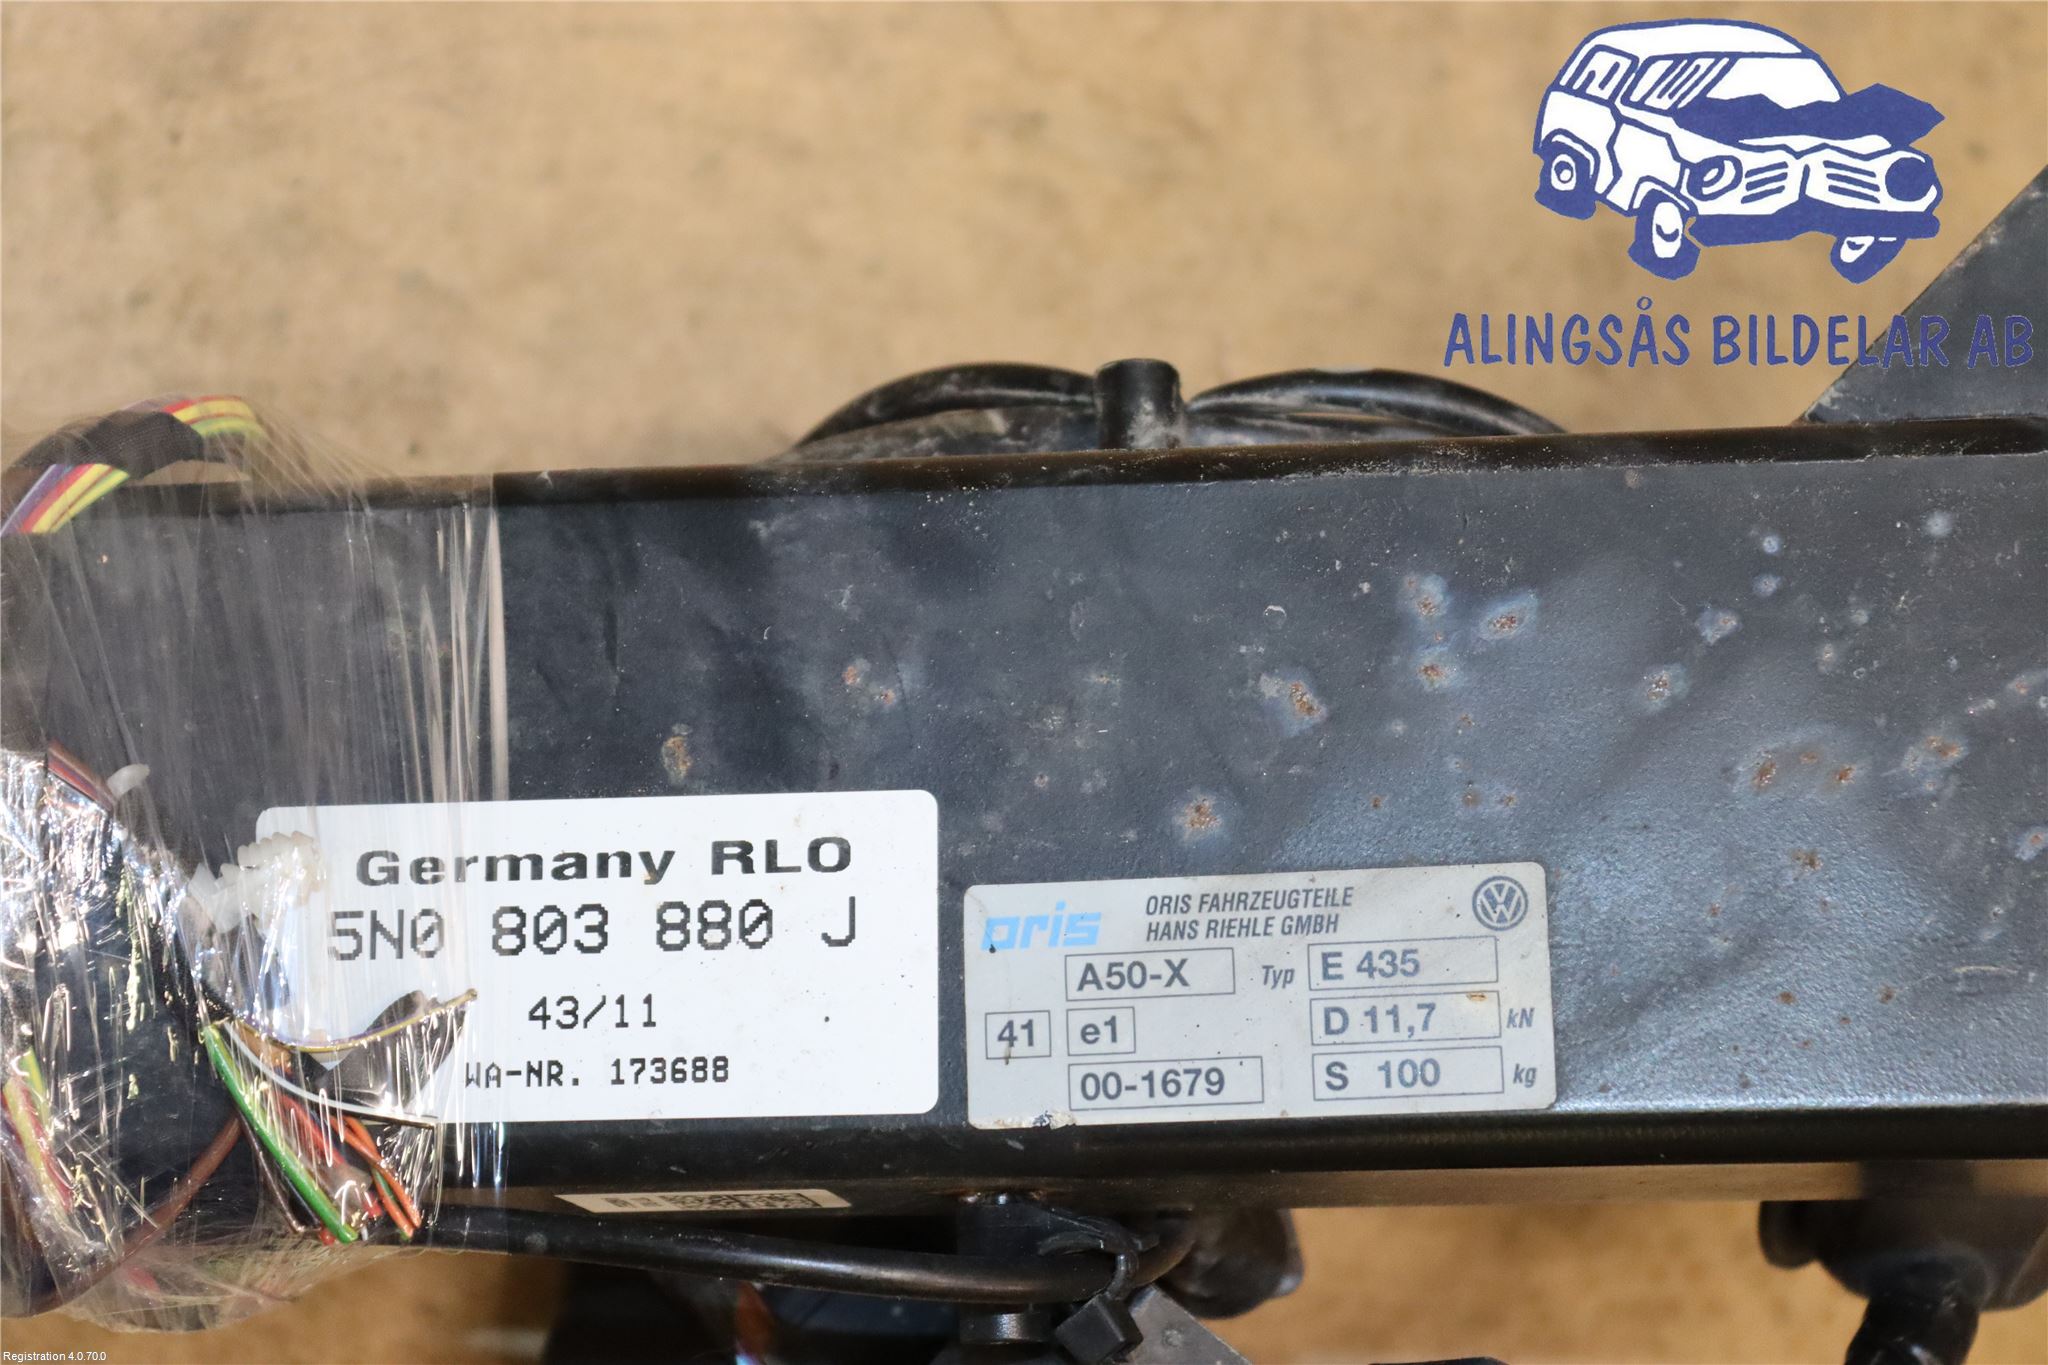 ALINGSÅS BILDELAR AB
Germany RLO
5N0 803 880 J
43/11
WA-NR. 173688
oris
ORIS FAHRZEUGTEILE
HANS RIEHLE GMBH
A50-X Typ E 435
41 e1 D 11,7 kN
00-1679 S 100 kg
Registration 4.0.70.0